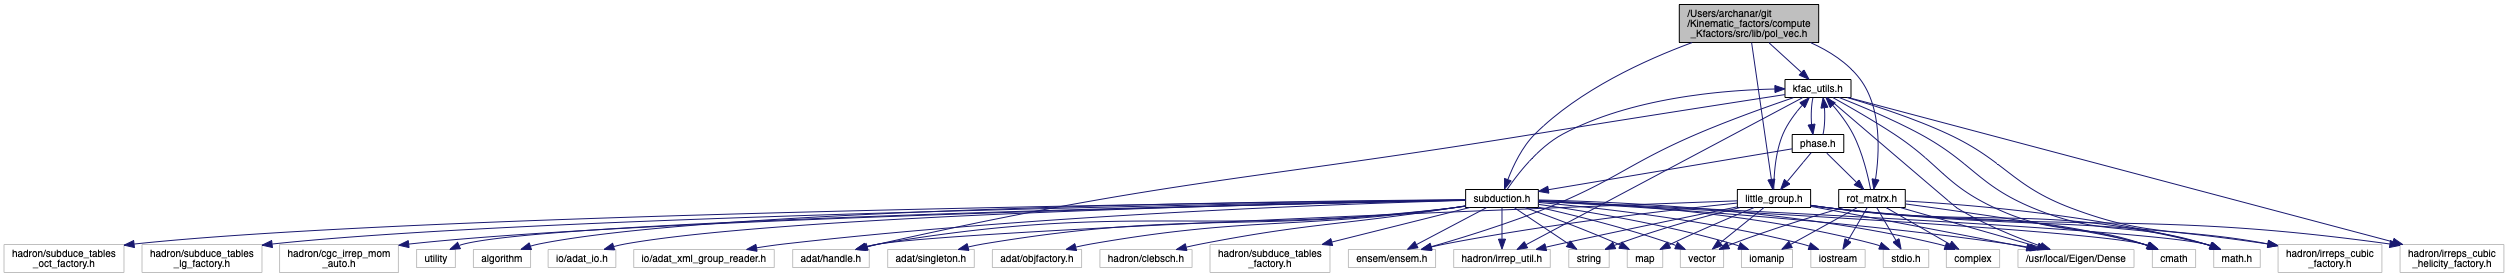 /Users/archanar/git
/Kinematic_factors/compute
_Kfactors/src/lib/pol_vec.h
kfac_utils.h
phase.h
subduction.h
little_group.h
rot_matrx.h
hadron/subduce_tables
_oct_factory.h
hadron/subduce_tables
_lg_factory.h
hadron/cgc_irrep_mom
_auto.h
utility
algorithm
io/adat_io.h
io/adat_xml_group_reader.h
adat/handle.h
adat/singleton.h
adat/objfactory.h
hadron/clebsch.h
hadron/subduce_tables
_factory.h
ensem/ensem.h
hadron/irrep_util.h
string
map
vector
iomanip
iostream
stdio.h
complex
/usr/local/Eigen/Dense
cmath
math.h
hadron/irreps_cubic
_factory.h
hadron/irreps_cubic
_helicity_factory.h